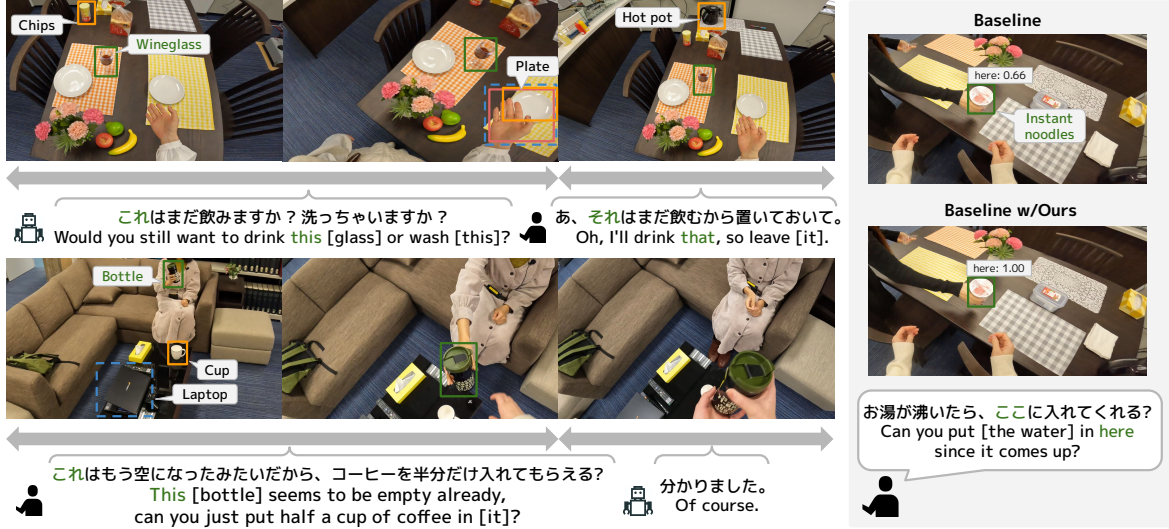 Chips
Wineglass
Plate
Hot pot
これはまだ飲みますか？ 洗っちゃいますか？
Would you still want to drink this [glass] or wash [this]?
あ、それはまだ飲むから置いておいて。
Oh, I'll drink that, so leave [it].
Bottle
Cup
Laptop
これはもう空になったみたいだから、コーヒーを半分だけ入れてもらえる?
This [bottle] seems to be empty already,
can you just put half a cup of coffee in [it]?
分かりました。
Of course.
Baseline
here: 0.66
Instant
noodles
Baseline w/Ours
here: 1.00
お湯が沸いたら、ここに入れてくれる?
Can you put [the water] in here
since it comes up?